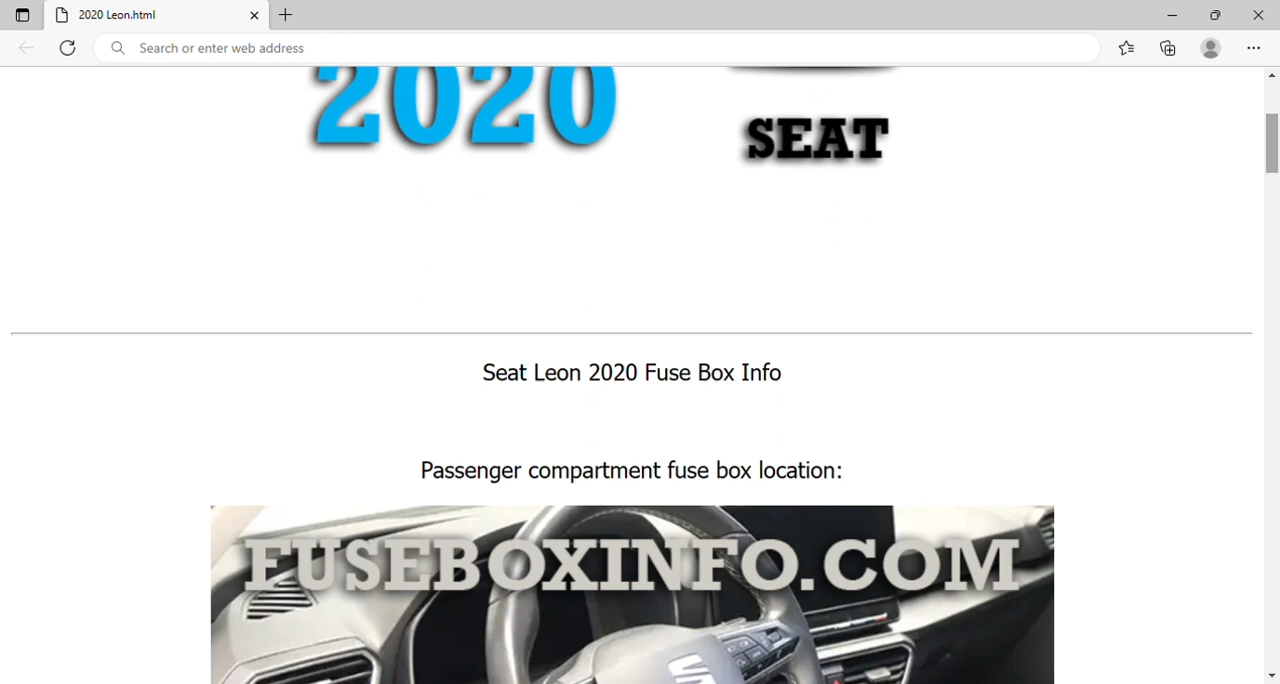 2020 Leon.html
Search or enter web address
2020
SEAT
Seat Leon 2020 Fuse Box Info
Passenger compartment fuse box location:
FUSEBOXINFO.COM